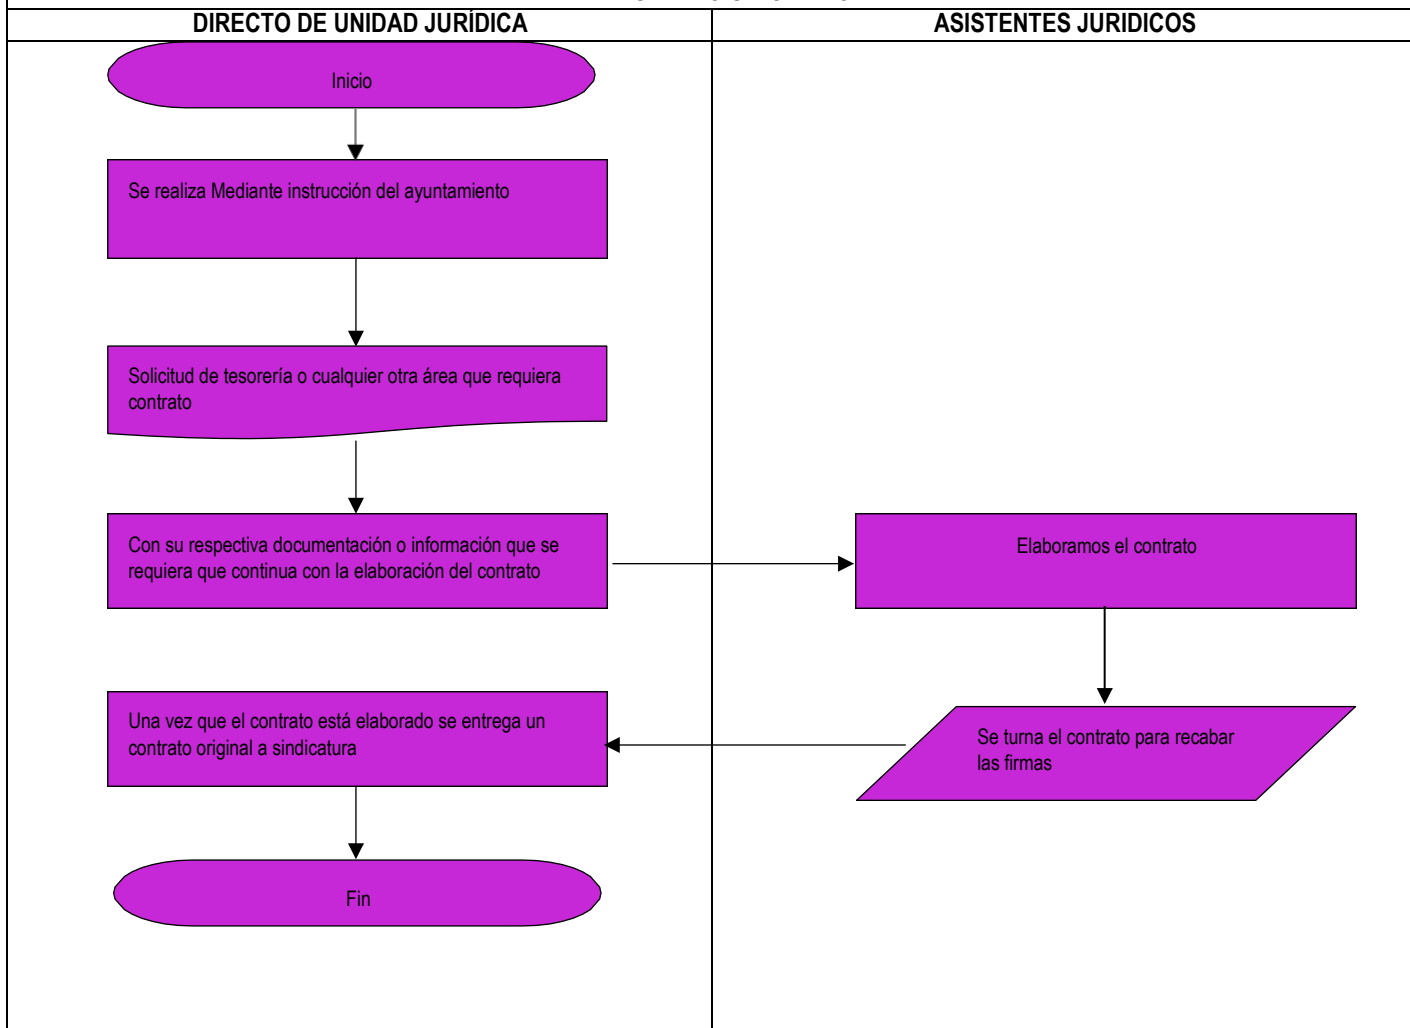 DIRECTO DE UNIDAD JURÍDICA
ASISTENTES JURIDICOS
Inicio
Se realiza Mediante instrucción del ayuntamiento
Solicitud de tesorería o cualquier otra área que requiera
contrato
Con su respectiva documentación o información que se
requiera que continua con la elaboración del contrato
Elaboramos el contrato
Se turna el contrato para recabar
las firmas
Una vez que el contrato está elaborado se entrega un
contrato original a sindicatura
Fin